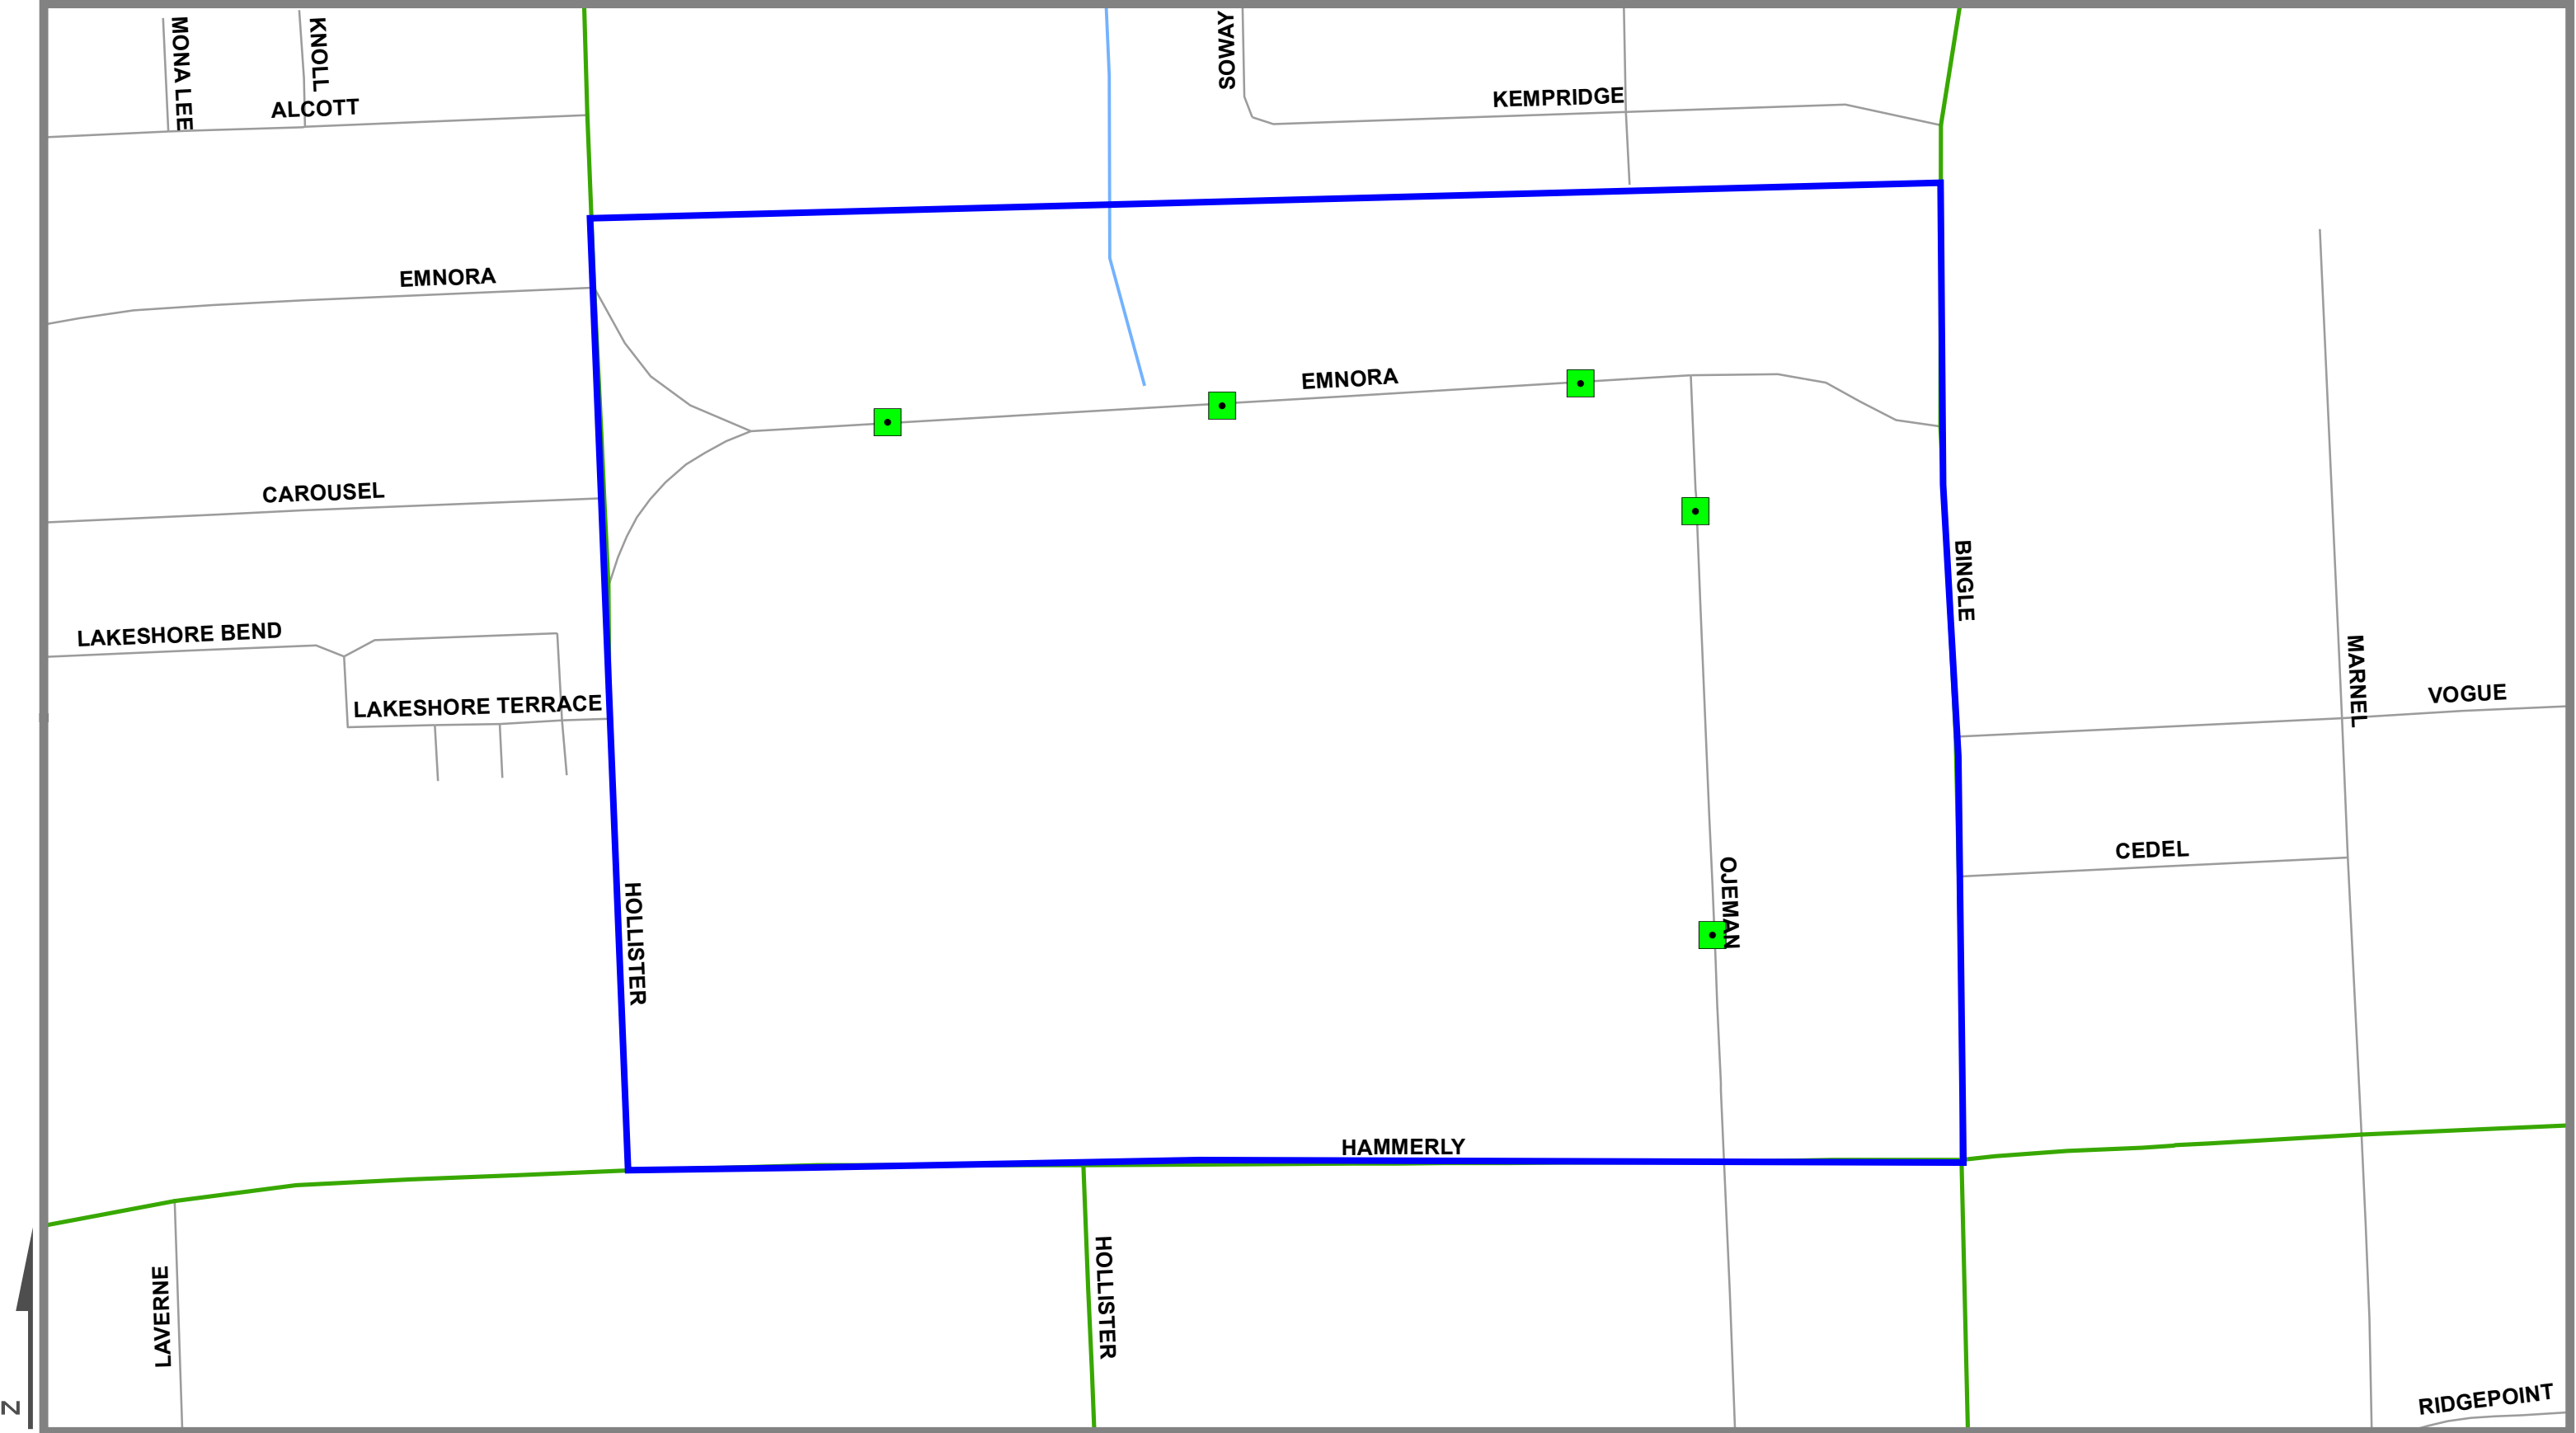 MONA LEE
KNOLL
SOWAY
KEMPRIDGE
ALCOTT
EMNORA
EMNORA
CAROUSEL
BINGLE
LAKESHORE BEND
MARNEL
VOGUE
LAKESHORE TERRACE
CEDEL
OJEMAN
HOLLISTER
HAMMERLY
HOLLISTER
LAVERNE
RIDGEPOINT
N